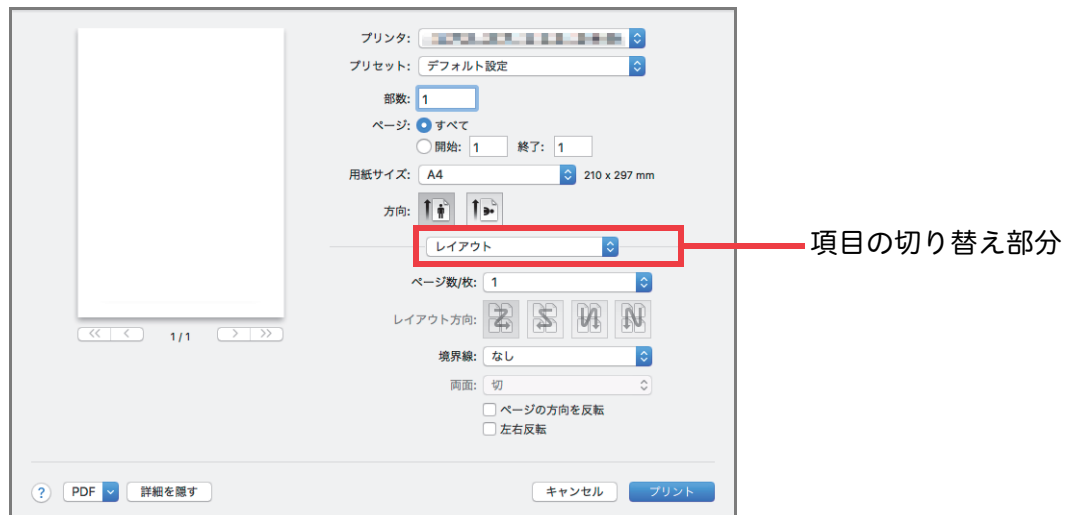 プリンタ:
プリセット: デフォルト設定
部数: 1
ページ: すべて
開始: 1 終了: 1
用紙サイズ: A4 210 x 297 mm
方向:
レイアウト
項目の切り替え部分
ページ数/枚: 1
レイアウト方向:
<< < 1 / 1 > >>
境界線: なし
両面: 切
ページの方向を反転
左右反転
? PDF 詳細を隠す キャンセル プリント